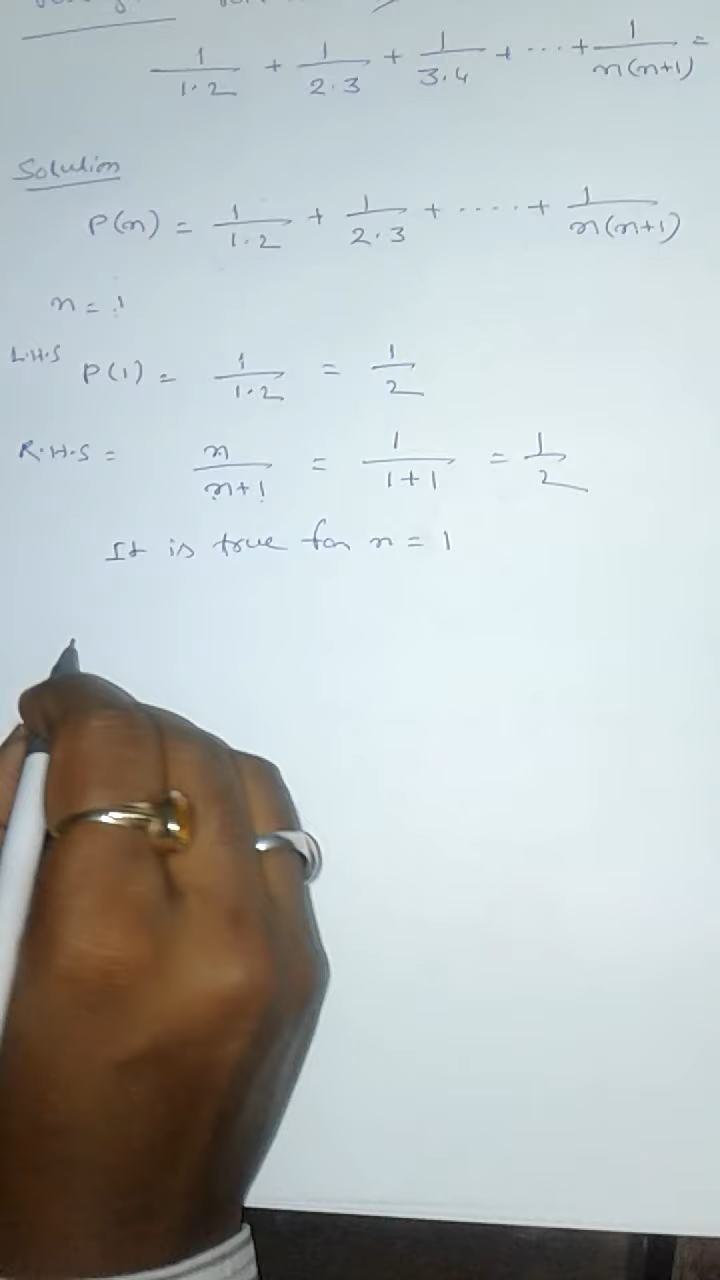 1/1.2 + 1/2.3 + 1/3.4 + ... + 1/n(n+1) =
Solution
P(n) = 1/1.2 + 1/2.3 + ..... + 1/n(n+1)
n = 1
L.H.S P(1) = 1/1.2 = 1/2
R.H.S = n/n+1 = 1/1+1 = 1/2
It is true for n = 1